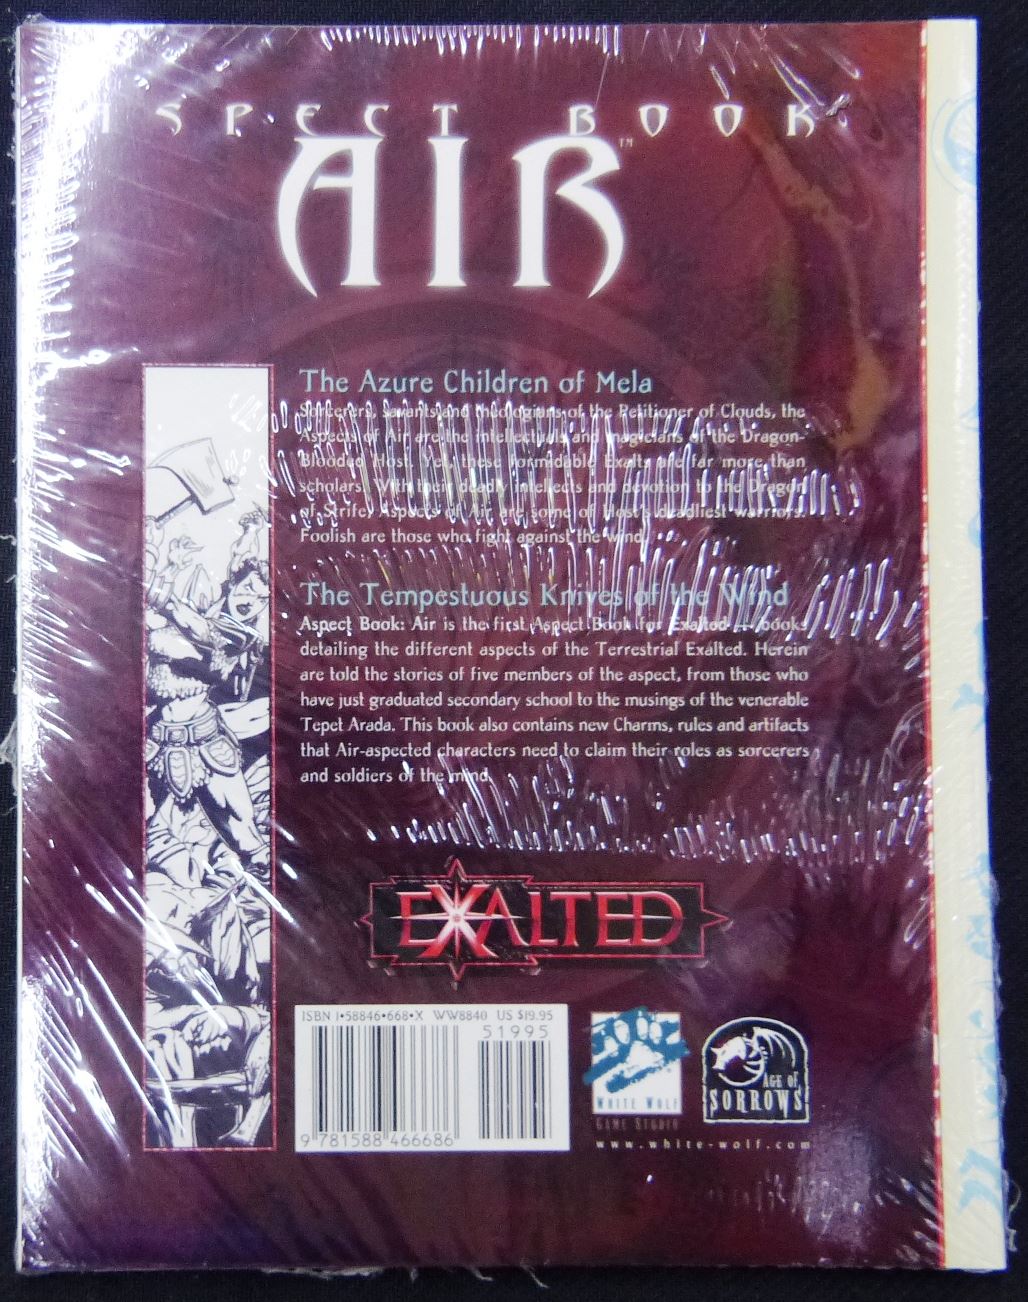 ASPECT BOOK
AIR™
The Azure Children of Mela
Sorcerers, savants and theologians of the Petitioner of Clouds, the
Aspects of Air are the intellectuals and magicians of the Dragon-
Blooded Host. Yet, these formidable Exalts are far more than
scholars. With their deadly intellects and devotion to the Dragon
of Strife, Aspects of Air are some of Host's deadliest warriors.
Foolish are those who fight against the wind.
The Tempestuous Knives of the Wind
Aspect Book: Air is the first Aspect Book for Exalted — books
detailing the different aspects of the Terrestrial Exalted. Herein
are told the stories of five members of the aspect, from those who
have just graduated secondary school to the musings of the venerable
Tepet Arada. This book also contains new Charms, rules and artifacts
that Air-aspected characters need to claim their roles as sorcerers
and soldiers of the mind.
EXALTED
ISBN 1•58846•668•X WW8840 US $19.95
51995
9 781588 466686
WHITE WOLF
GAME STUDIO
AGE OF
SORROWS
www.white-wolf.com